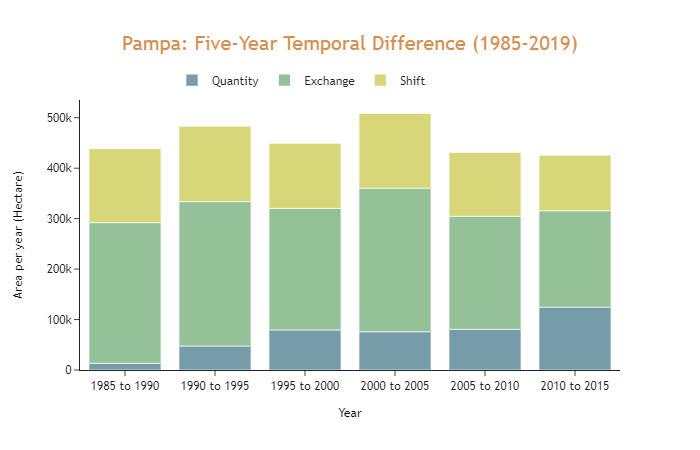 Pampa: Five-Year Temporal Difference (1985-2019)
Quantity Exchange Shift
500k
400k
300k
200k
100k
0
Area per year (Hectare)
1985 to 1990 1990 to 1995 1995 to 2000 2000 to 2005 2005 to 2010 2010 to 2015
Year